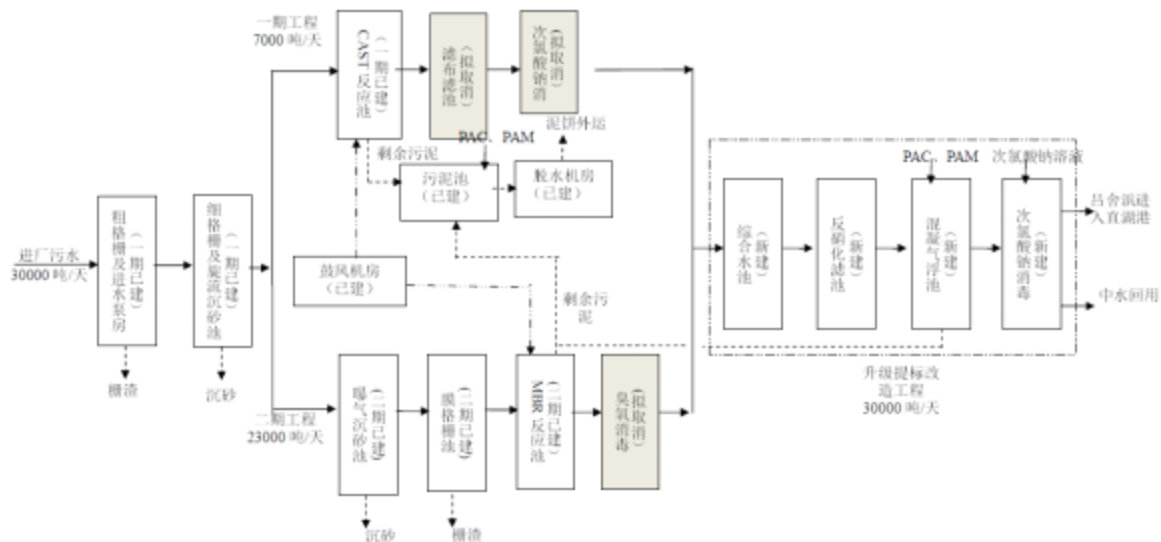 一期工程
7000 吨/天
CAST 反应池
（一期已建）
滤布滤池
（拟取消）
次氯酸钠消
（拟取消）
PAC、PAM
泥饼外运
剩余污泥
污泥池
（已建）
脱水机房
（已建）
进厂污水
30000 吨/天
粗格栅及进水泵房
（一期已建）
细格栅及旋流沉砂池
（一期已建）
栅渣
沉砂
鼓风机房
（已建）
剩余污
泥
二期工程
23000 吨/天
曝气沉砂池
（二期已建）
膜格栅池
（二期已建）
MBR 反应池
（二期已建）
臭氧消毒
（拟取消）
沉砂
栅渣
PAC、PAM
次氯酸钠溶液
综合水池
（新建）
反硝化滤池
（新建）
混凝气浮池
（新建）
次氯酸钠消毒
（新建）
吕舍浜进
入直湖港
中水回用
升级提标改
造工程
30000 吨/天